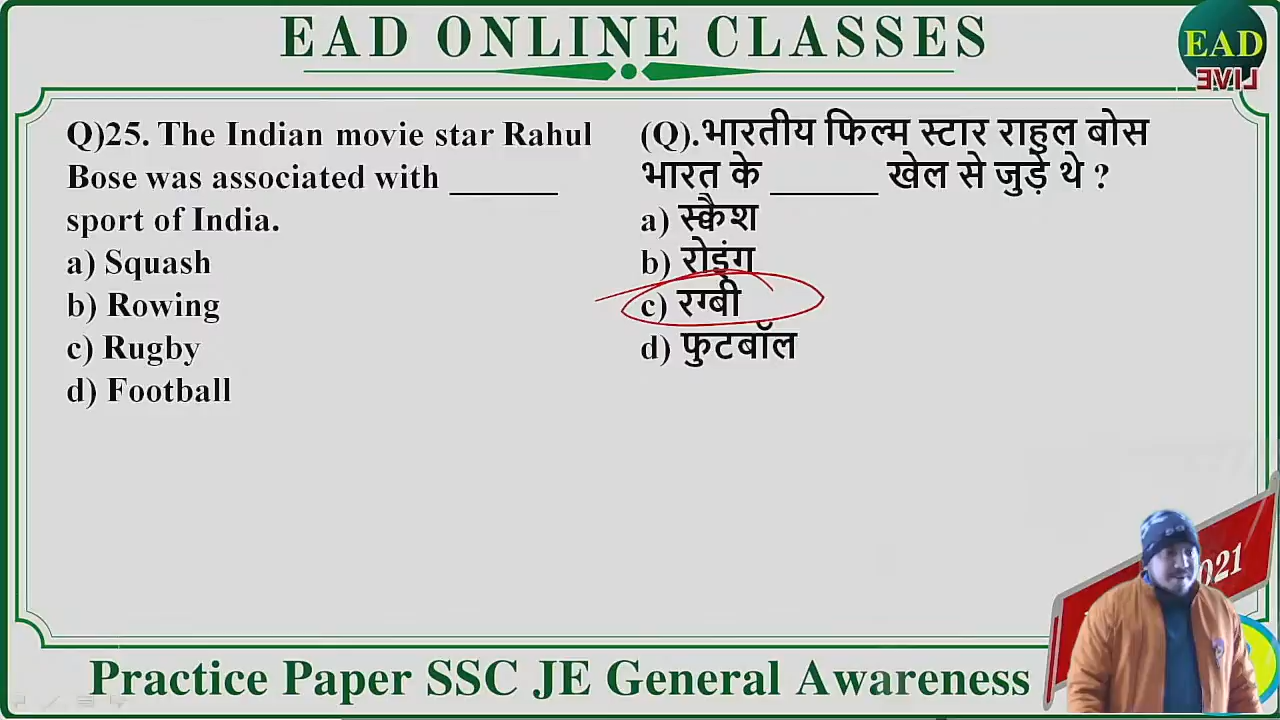 EAD ONLINE CLASSES
EAD
LIVE
Q)25. The Indian movie star Rahul
Bose was associated with ______
sport of India.
a) Squash
b) Rowing
c) Rugby
d) Football
(Q).भारतीय फिल्म स्टार राहुल बोस
भारत के ______ खेल से जुड़े थे ?
a) स्क्वैश
b) रोइंग
c) रग्बी
d) फुटबॉल
Practice Paper SSC JE General Awareness